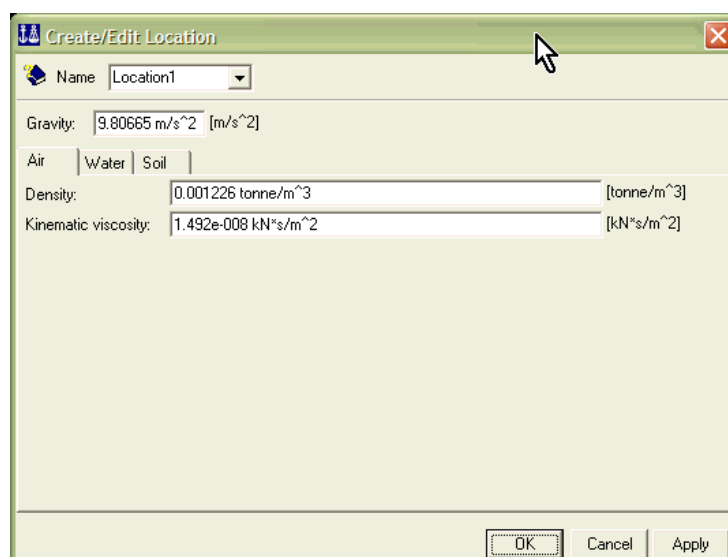 Create/Edit Location
Name Location1
Gravity: 9.80665 m/s^2 [m/s^2]
Air Water Soil
Density: 0.001226 tonne/m^3 [tonne/m^3]
Kinematic viscosity: 1.492e-008 kN*s/m^2 [kN*s/m^2]
OK Cancel Apply